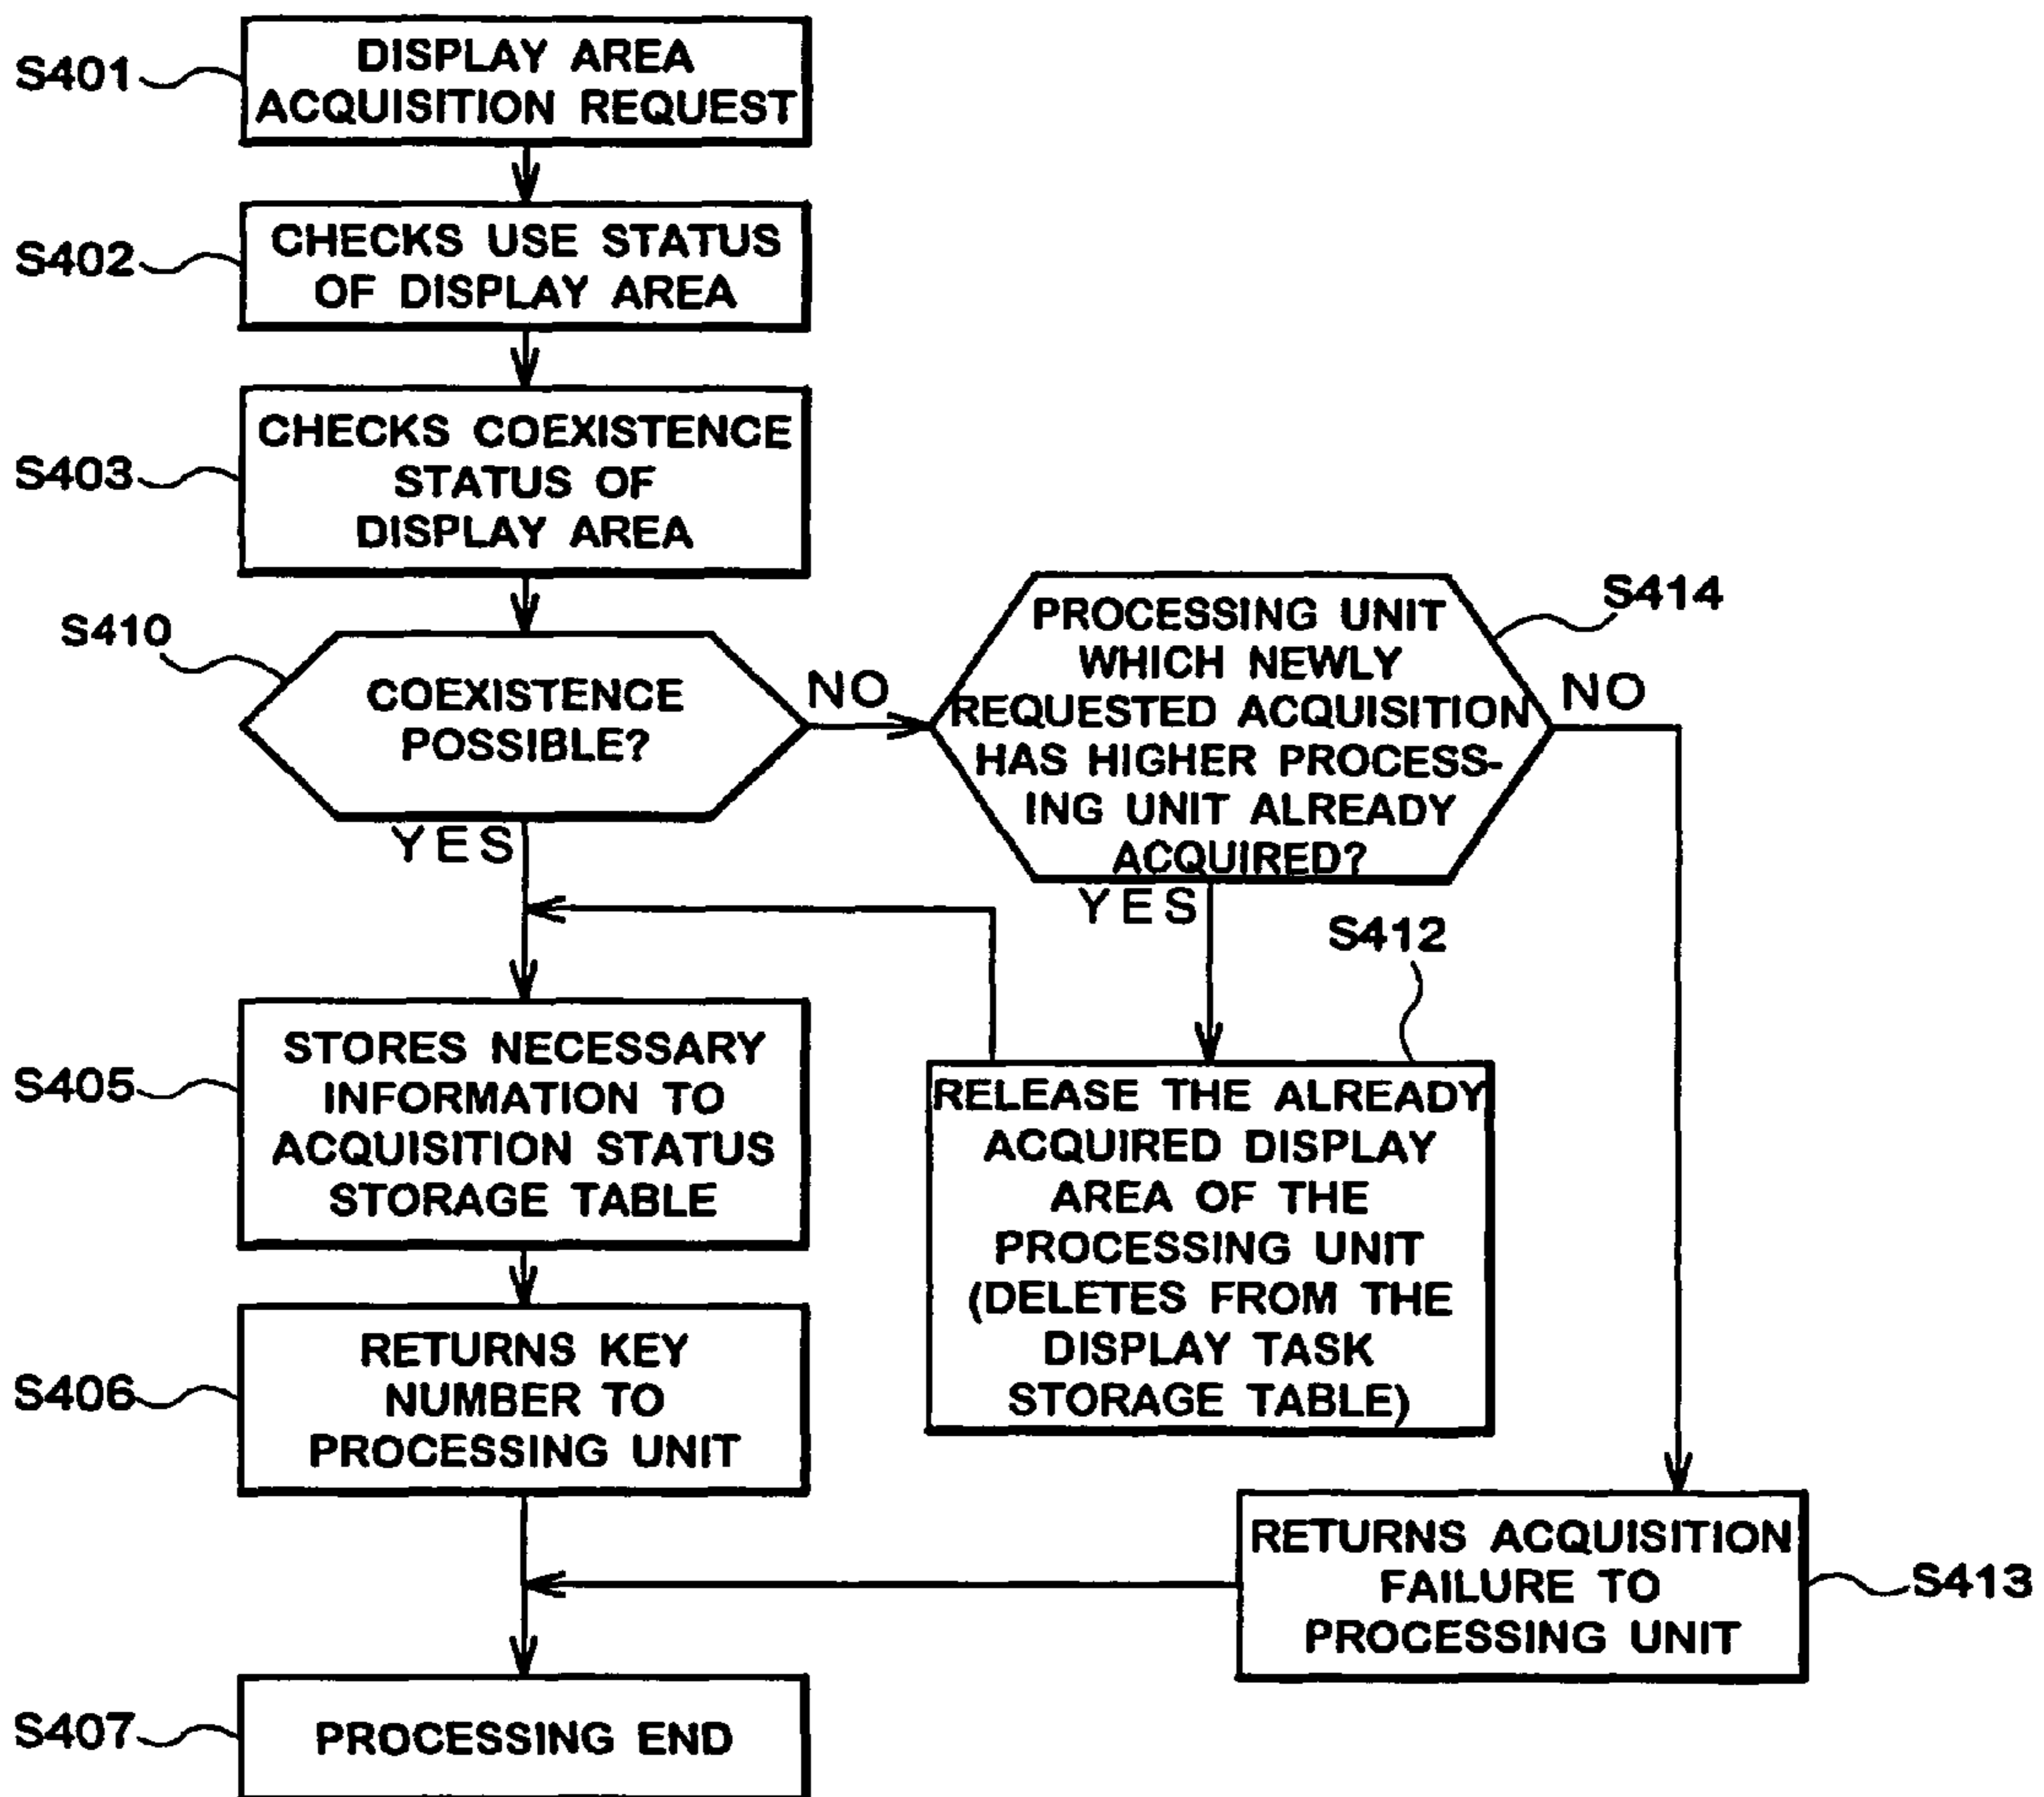 S401
DISPLAY AREA
ACQUISITION REQUEST
S402
CHECKS USE STATUS
OF DISPLAY AREA
S403
CHECKS COEXISTENCE
STATUS OF
DISPLAY AREA
S410
COEXISTENCE
POSSIBLE?
NO
YES
S414
PROCESSING UNIT
WHICH NEWLY
REQUESTED ACQUISITION
HAS HIGHER PROCESS-
ING UNIT ALREADY
ACQUIRED?
NO
YES
S412
RELEASE THE ALREADY
ACQUIRED DISPLAY
AREA OF THE
PROCESSING UNIT
(DELETES FROM THE
DISPLAY TASK
STORAGE TABLE)
S405
STORES NECESSARY
INFORMATION TO
ACQUISITION STATUS
STORAGE TABLE
S406
RETURNS KEY
NUMBER TO
PROCESSING UNIT
RETURNS ACQUISITION
FAILURE TO
PROCESSING UNIT
S413
S407
PROCESSING END